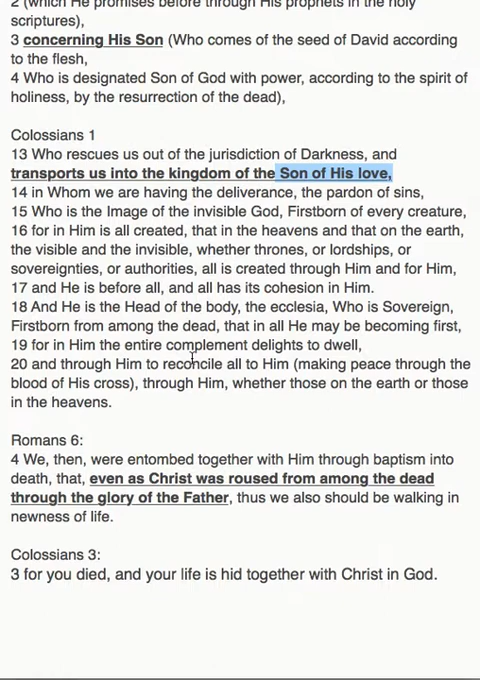 2 (which He promises before through His prophets in the holy
scriptures),
3 concerning His Son (Who comes of the seed of David according
to the flesh,
4 Who is designated Son of God with power, according to the spirit of
holiness, by the resurrection of the dead),
Colossians 1
13 Who rescues us out of the jurisdiction of Darkness, and
transports us into the kingdom of the Son of His love,
14 in Whom we are having the deliverance, the pardon of sins,
15 Who is the Image of the invisible God, Firstborn of every creature,
16 for in Him is all created, that in the heavens and that on the earth,
the visible and the invisible, whether thrones, or lordships, or
sovereignties, or authorities, all is created through Him and for Him,
17 and He is before all, and all has its cohesion in Him.
18 And He is the Head of the body, the ecclesia, Who is Sovereign,
Firstborn from among the dead, that in all He may be becoming first,
19 for in Him the entire complement delights to dwell,
20 and through Him to reconcile all to Him (making peace through the
blood of His cross), through Him, whether those on the earth or those
in the heavens.
Romans 6:
4 We, then, were entombed together with Him through baptism into
death, that, even as Christ was roused from among the dead
through the glory of the Father, thus we also should be walking in
newness of life.
Colossians 3:
3 for you died, and your life is hid together with Christ in God.